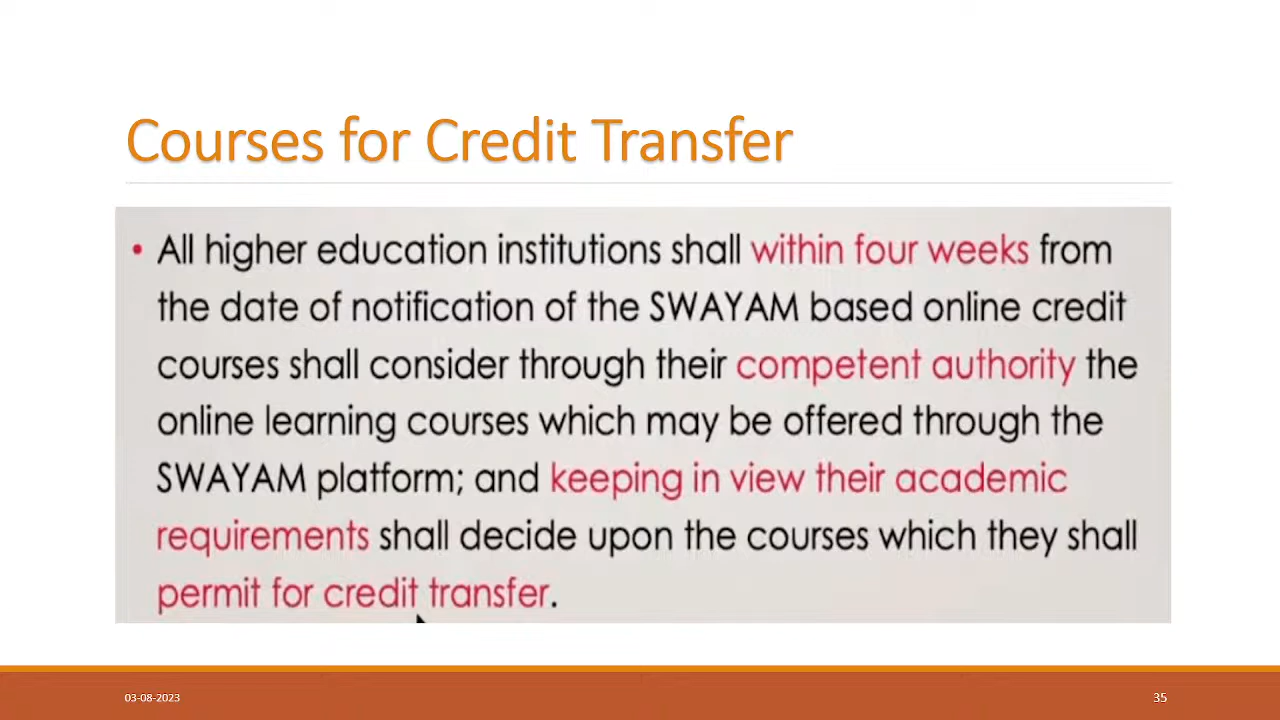 Courses for Credit Transfer
• All higher education institutions shall within four weeks from
the date of notification of the SWAYAM based online credit
courses shall consider through their competent authority the
online learning courses which may be offered through the
SWAYAM platform; and keeping in view their academic
requirements shall decide upon the courses which they shall
permit for credit transfer.
03-08-2023
35